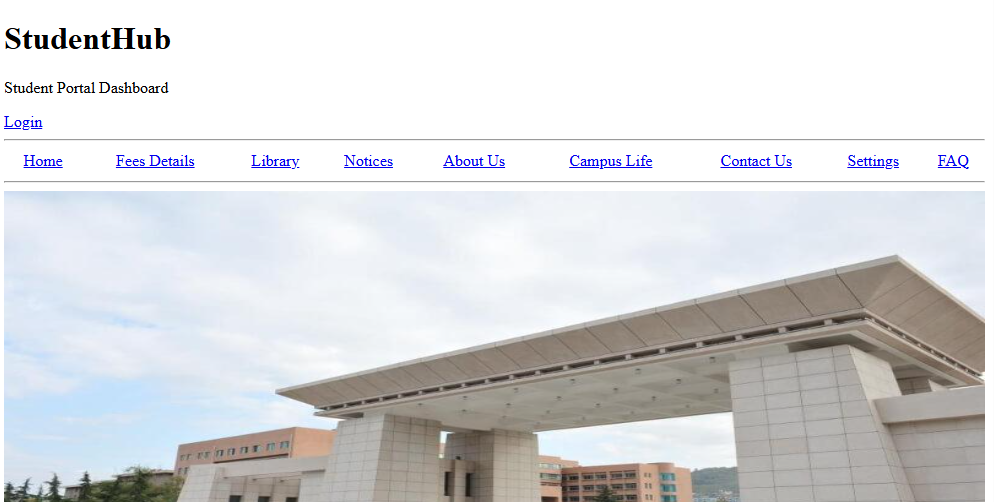 StudentHub
Student Portal Dashboard
Login
Home Fees Details Library Notices About Us Campus Life Contact Us Settings FAQ